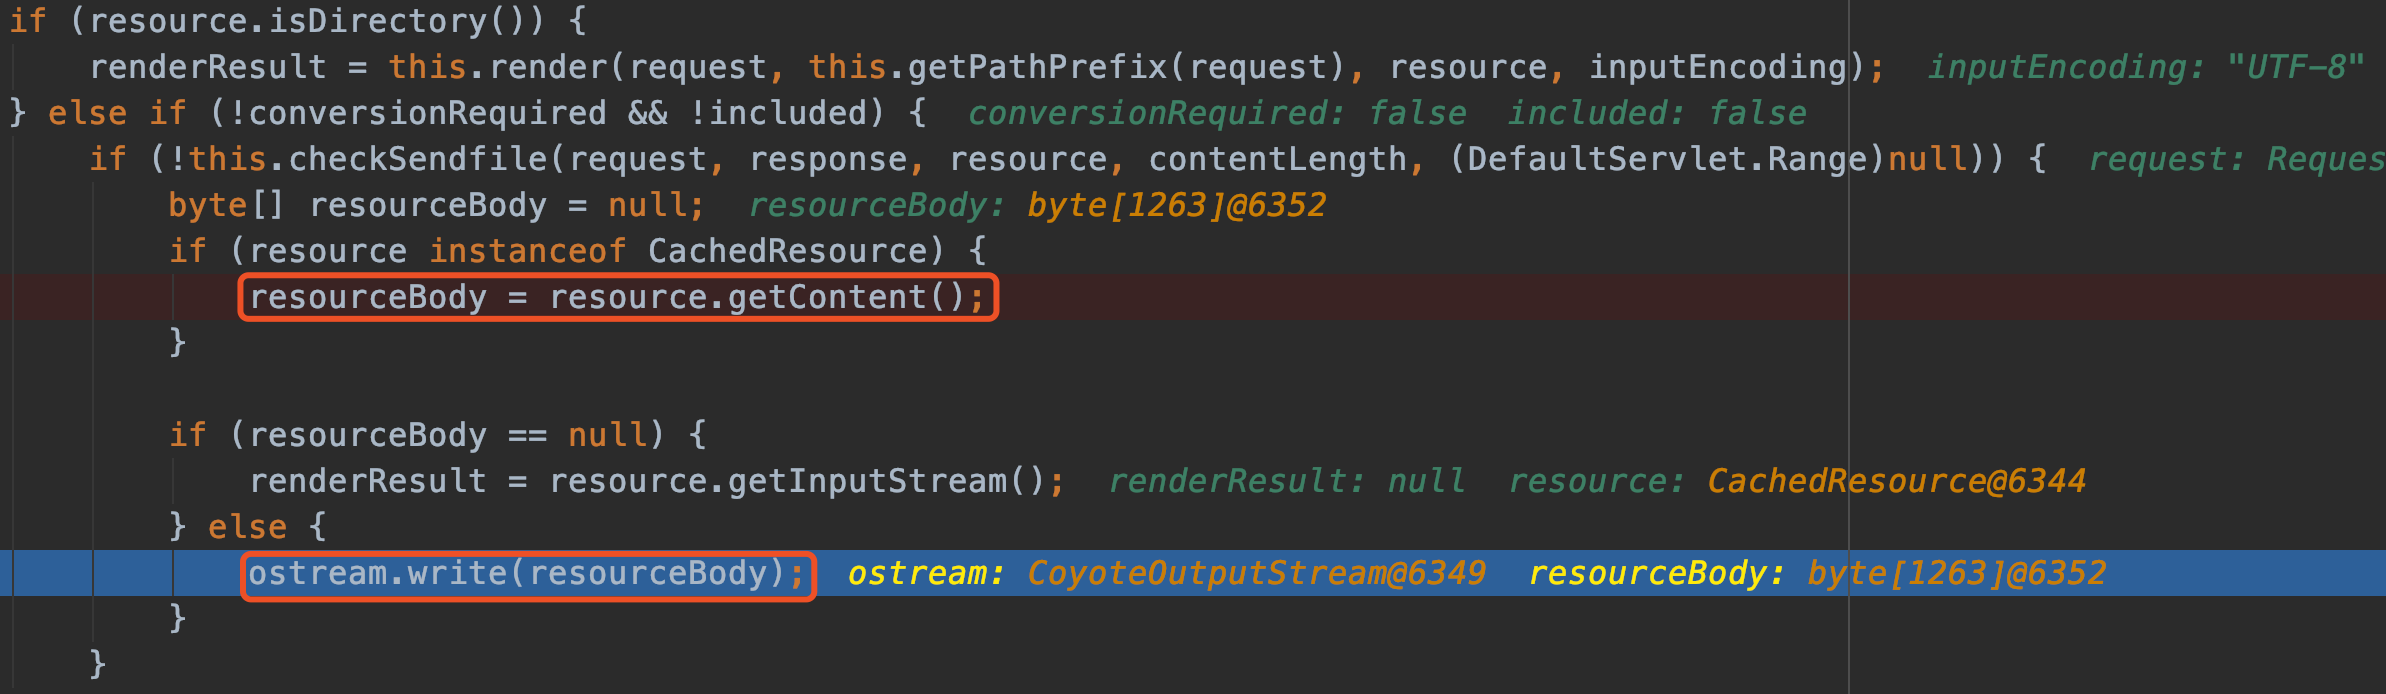 if (resource.isDirectory()) {
renderResult = this.render(request, this.getPathPrefix(request), resource, inputEncoding); inputEncoding: "UTF-8"
} else if (!conversionRequired && !included) { conversionRequired: false included: false
if (!this.checkSendfile(request, response, resource, contentLength, (DefaultServlet.Range)null)) { request: Reques
byte[] resourceBody = null; resourceBody: byte[1263]@6352
if (resource instanceof CachedResource) {
resourceBody = resource.getContent();
}
if (resourceBody == null) {
renderResult = resource.getInputStream(); renderResult: null resource: CachedResource@6344
} else {
ostream.write(resourceBody); ostream: CoyoteOutputStream@6349 resourceBody: byte[1263]@6352
}
}